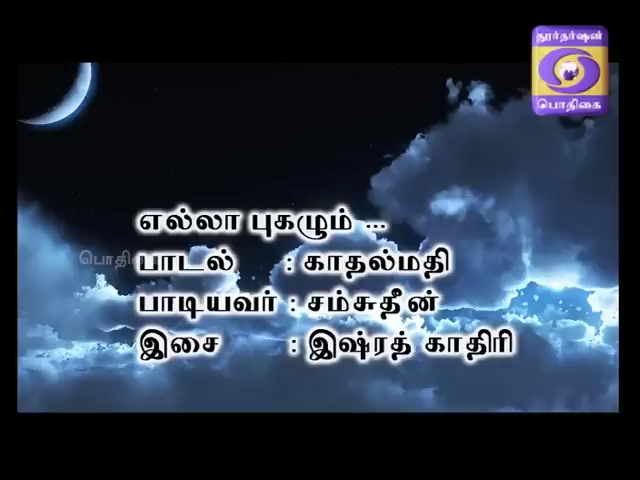 தூர்தர்ஷன்
பொதிகை
எல்லா புகழும் ...
பாடல் : காதல்மதி
பாடியவர் : சம்சுதீன்
இசை : இஷ்ரத் காதிரி